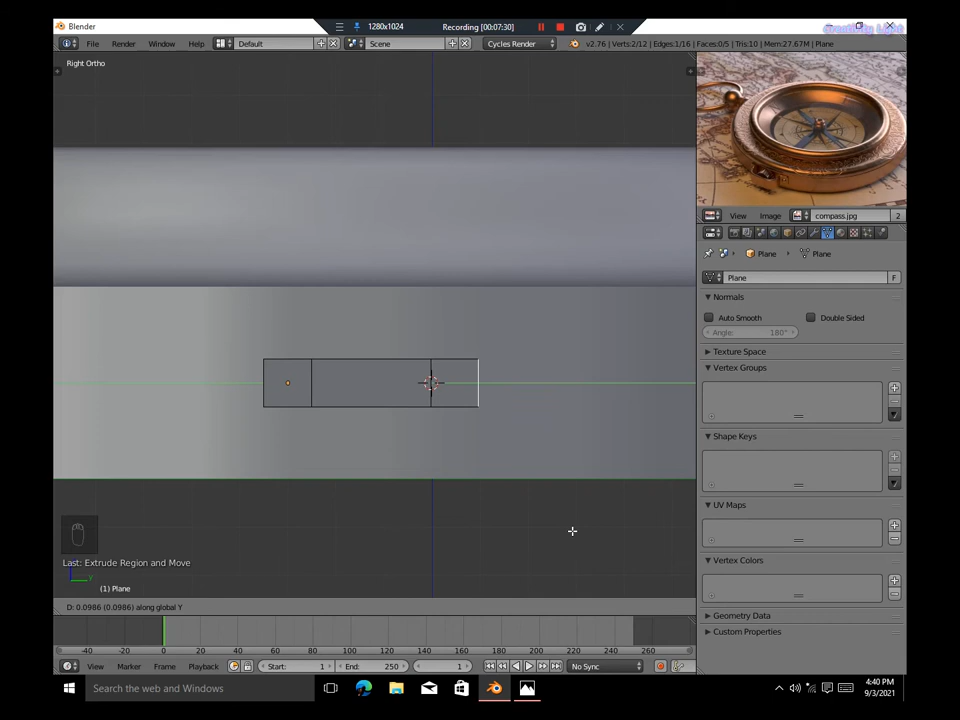 Blender
1280x1024
Recording [00:07:30]
Creativity Light
File
Render
Window
Help
Default
Scene
Cycles Render
v2.76 | Verts:2/12 | Edges:1/16 | Faces:0/5 | Tris:10 | Mem:27.67M | Plane
Right Ortho
View
Image
compass.jpg
2
Plane
Plane
Plane
F
Normals
Auto Smooth
Double Sided
Angle:
180°
Texture Space
Vertex Groups
Shape Keys
UV Maps
Vertex Colors
Geometry Data
Custom Properties
Last: Extrude Region and Move
y
(1) Plane
D: 0.0986 (0.0986) along global Y
-40
-20
0
20
40
60
80
100
120
140
160
180
200
220
240
260
View
Marker
Frame
Playback
Start:
1
End:
250
1
No Sync
Search the web and Windows
4:40 PM
9/3/2021